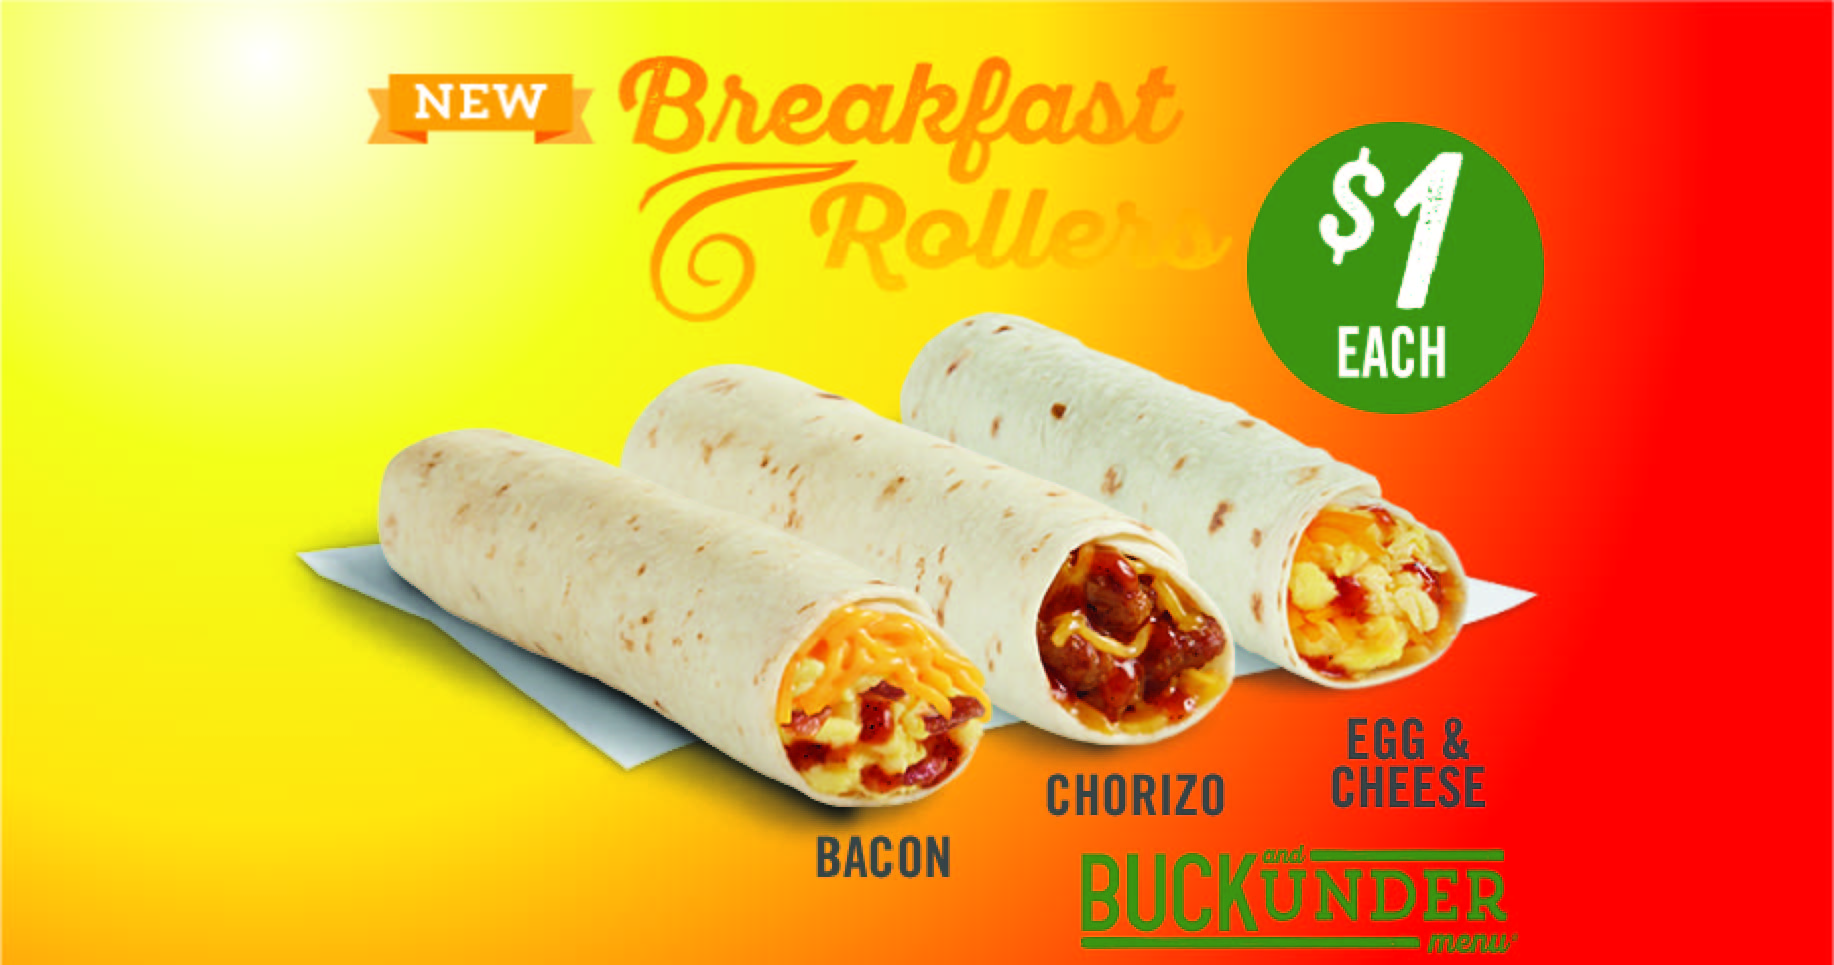 NEW
Breakfast
Rollers
$1
EACH
EGG &
CHEESE
CHORIZO
BACON
BUCK and UNDER
menu